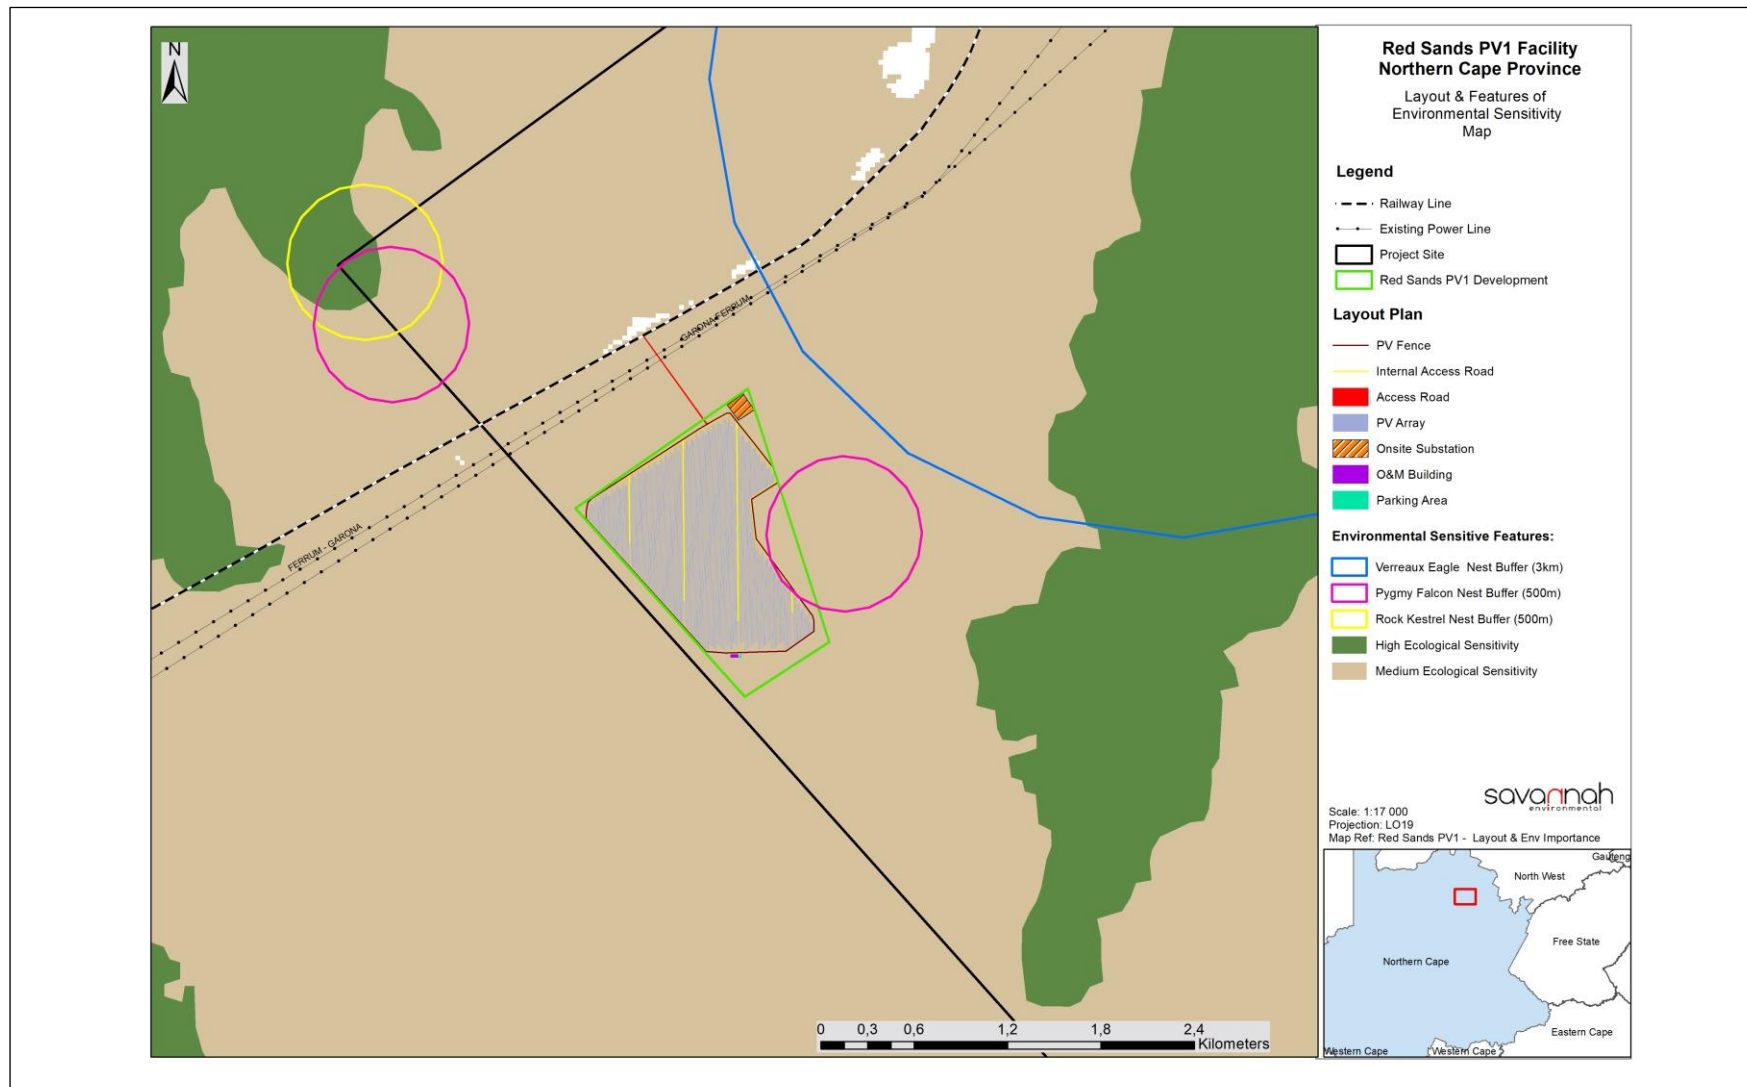 N
GARONA-FERRUM
FERRUM - GARONA
0 0,3 0,6 1,2 1,8 2,4
Kilometers
Red Sands PV1 Facility
Northern Cape Province
Layout & Features of
Environmental Sensitivity
Map
Legend
Railway Line
Existing Power Line
Project Site
Red Sands PV1 Development
Layout Plan
PV Fence
Internal Access Road
Access Road
PV Array
Onsite Substation
O&M Building
Parking Area
Environmental Sensitive Features:
Verreaux Eagle Nest Buffer (3km)
Pygmy Falcon Nest Buffer (500m)
Rock Kestrel Nest Buffer (500m)
High Ecological Sensitivity
Medium Ecological Sensitivity
savannah
environmental
Scale: 1:17 000
Projection: LO19
Map Ref: Red Sands PV1 - Layout & Env Importance
Gauteng
North West
Free State
Northern Cape
Eastern Cape
Western Cape
Western Cape